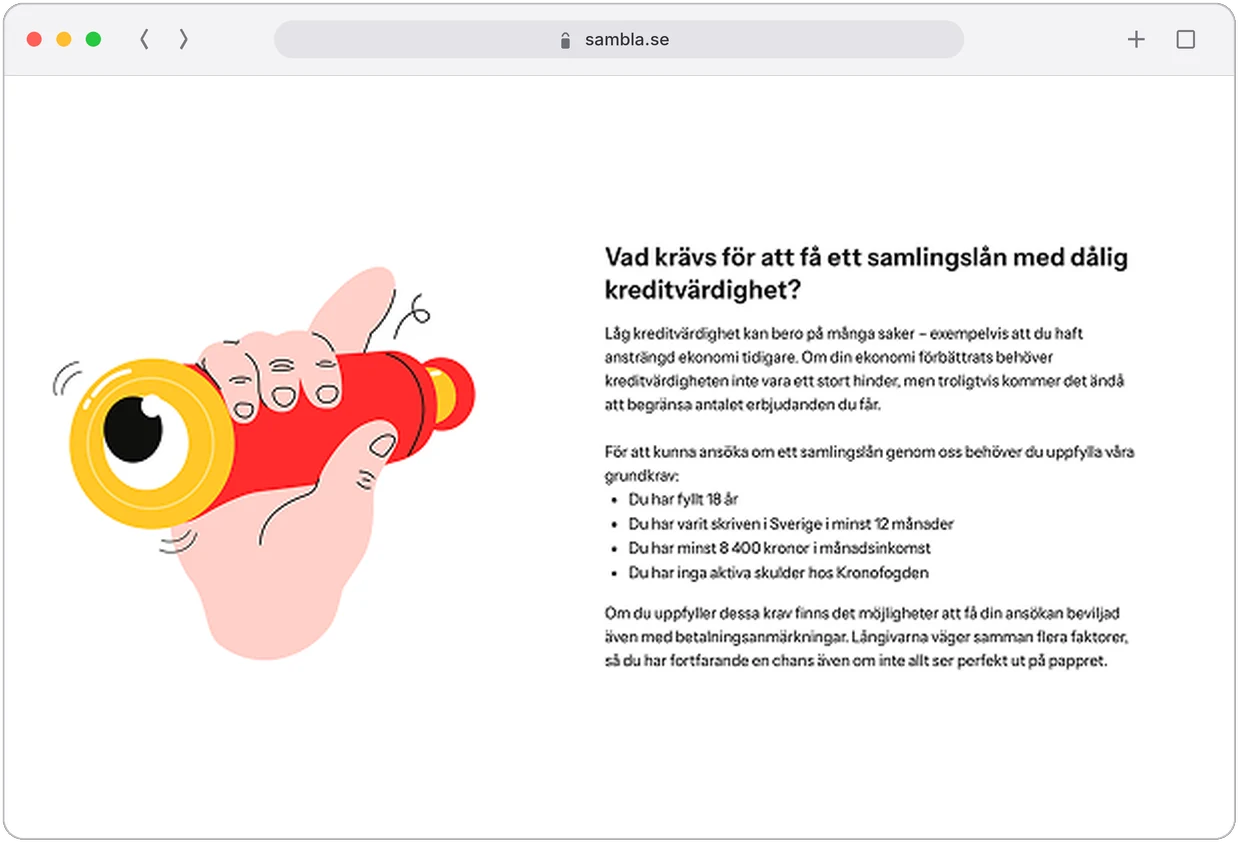 sambla.se
Vad krävs för att få ett samlingslån med dålig
kreditvärdighet?
Låg kreditvärdighet kan bero på många saker – exempelvis att du haft
ansträngd ekonomi tidigare. Om din ekonomi förbättrats behöver
kreditvärdigheten inte vara ett stort hinder, men troligtvis kommer det ändå
att begränsa antalet erbjudanden du får.
För att kunna ansöka om ett samlingslån genom oss behöver du uppfylla våra
grundkrav:
• Du har fyllt 18 år
• Du har varit skriven i Sverige i minst 12 månader
• Du har minst 8 400 kronor i månadsinkomst
• Du har inga aktiva skulder hos Kronofogden
Om du uppfyller dessa krav finns det möjligheter att få din ansökan beviljad
även med betalningsanmärkningar. Långivarna väger samman flera faktorer,
så du har fortfarande en chans även om inte allt ser perfekt ut på pappret.